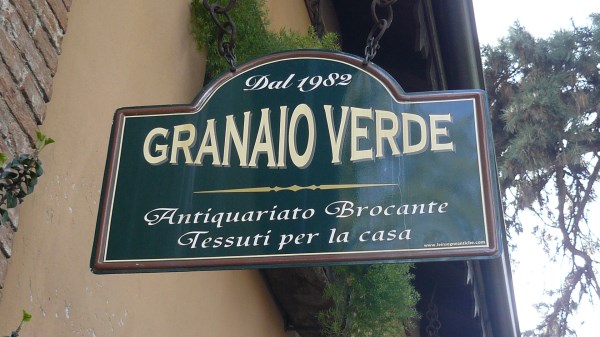 Dal 1982
GRANAIO VERDE
Antiquariato Brocante
Tessuti per la casa